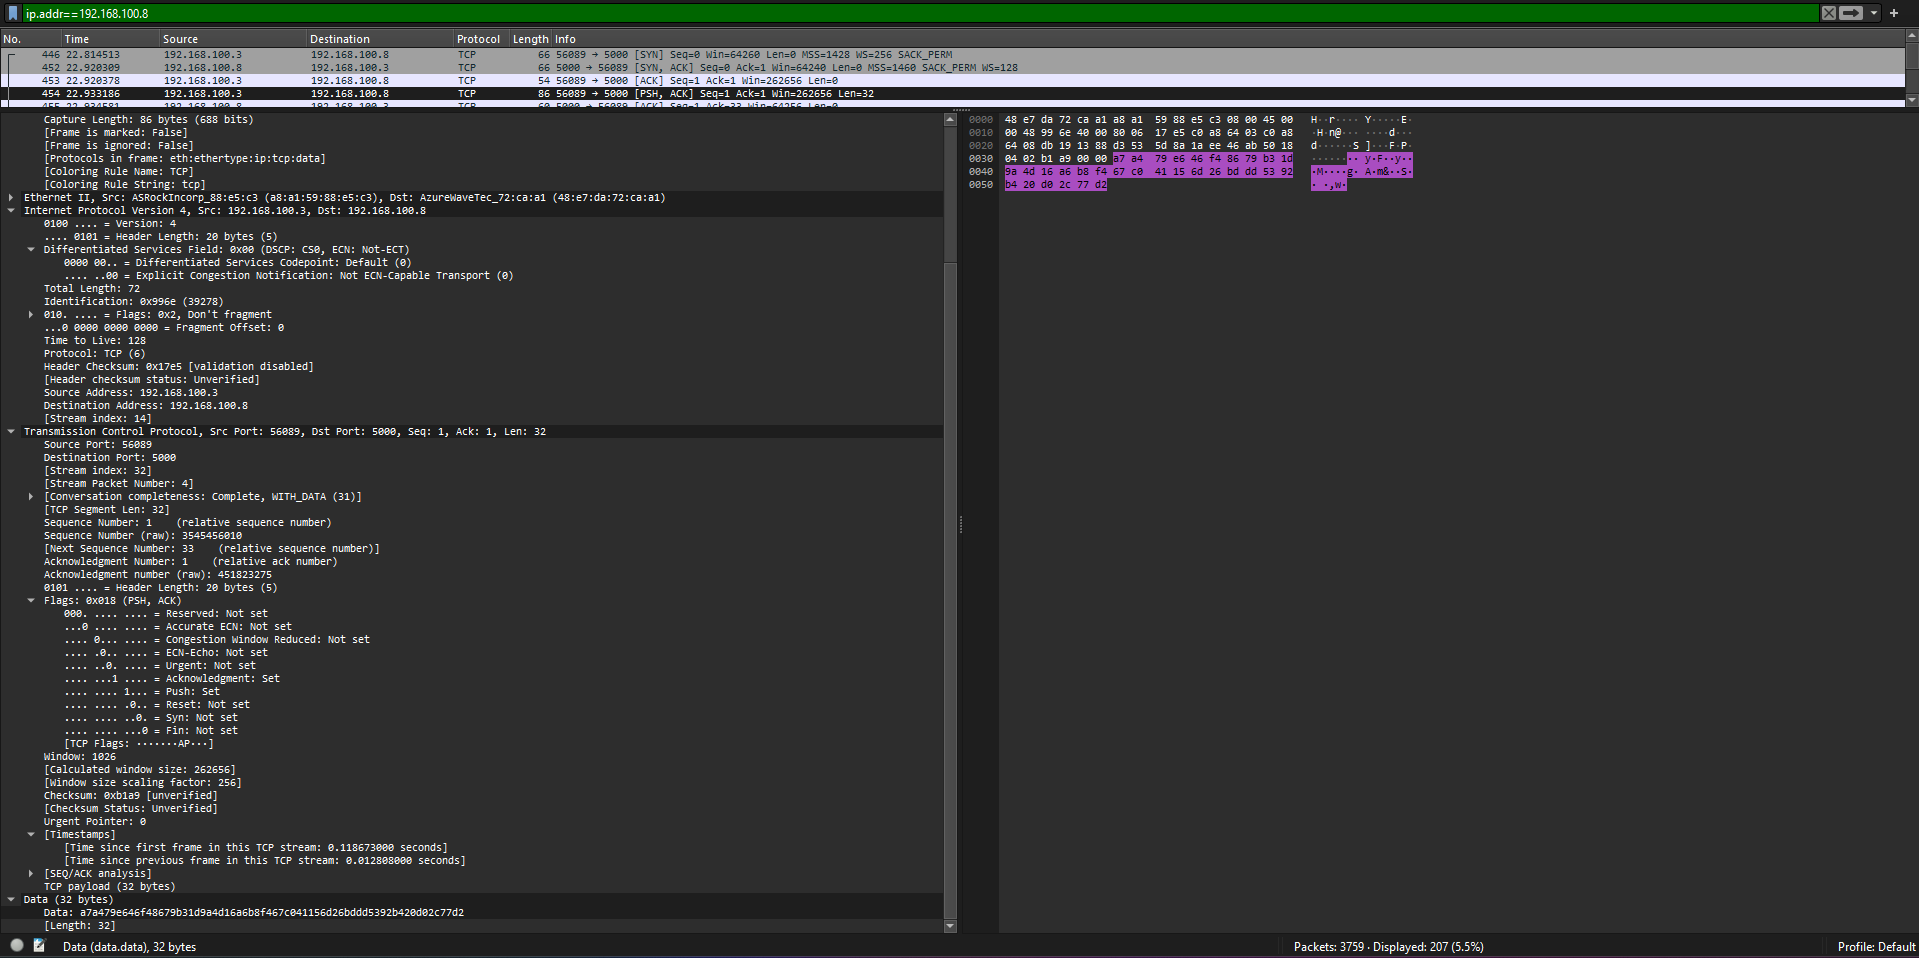 ip.addr==192.168.100.8
No. Time Source Destination Protocol Length Info
446 22.814513 192.168.100.3 192.168.100.8 TCP 66 56089 → 5000 [SYN] Seq=0 Win=64260 Len=0 MSS=1428 WS=256 SACK_PERM
452 22.920309 192.168.100.8 192.168.100.3 TCP 66 5000 → 56089 [SYN, ACK] Seq=0 Ack=1 Win=64240 Len=0 MSS=1460 SACK_PERM WS=128
453 22.920378 192.168.100.3 192.168.100.8 TCP 54 56089 → 5000 [ACK] Seq=1 Ack=1 Win=262656 Len=0
454 22.933186 192.168.100.3 192.168.100.8 TCP 86 56089 → 5000 [PSH, ACK] Seq=1 Ack=1 Win=262656 Len=32
455 22.934581 192.168.100.8 192.168.100.3 TCP 60 5000 → 56089 [ACK] Seq=1 Ack=33 Win=64256 Len=0
Capture Length: 86 bytes (688 bits)
[Frame is marked: False]
[Frame is ignored: False]
[Protocols in frame: eth:ethertype:ip:tcp:data]
[Coloring Rule Name: TCP]
[Coloring Rule String: tcp]
Ethernet II, Src: ASRockIncorp_88:e5:c3 (a8:a1:59:88:e5:c3), Dst: AzureWaveTec_72:ca:a1 (48:e7:da:72:ca:a1)
Internet Protocol Version 4, Src: 192.168.100.3, Dst: 192.168.100.8
0100 .... = Version: 4
.... 0101 = Header Length: 20 bytes (5)
Differentiated Services Field: 0x00 (DSCP: CS0, ECN: Not-ECT)
0000 00.. = Differentiated Services Codepoint: Default (0)
.... ..00 = Explicit Congestion Notification: Not ECN-Capable Transport (0)
Total Length: 72
Identification: 0x996e (39278)
010. .... = Flags: 0x2, Don't fragment
...0 0000 0000 0000 = Fragment Offset: 0
Time to Live: 128
Protocol: TCP (6)
Header Checksum: 0x17e5 [validation disabled]
[Header checksum status: Unverified]
Source Address: 192.168.100.3
Destination Address: 192.168.100.8
[Stream index: 14]
Transmission Control Protocol, Src Port: 56089, Dst Port: 5000, Seq: 1, Ack: 1, Len: 32
Source Port: 56089
Destination Port: 5000
[Stream index: 32]
[Stream Packet Number: 4]
[Conversation completeness: Complete, WITH_DATA (31)]
[TCP Segment Len: 32]
Sequence Number: 1 (relative sequence number)
Sequence Number (raw): 3545456010
[Next Sequence Number: 33 (relative sequence number)]
Acknowledgment Number: 1 (relative ack number)
Acknowledgment number (raw): 451823275
0101 .... = Header Length: 20 bytes (5)
Flags: 0x018 (PSH, ACK)
000. .... .... = Reserved: Not set
...0 .... .... = Accurate ECN: Not set
.... 0... .... = Congestion Window Reduced: Not set
.... .0.. .... = ECN-Echo: Not set
.... ..0. .... = Urgent: Not set
.... ...1 .... = Acknowledgment: Set
.... .... 1... = Push: Set
.... .... .0.. = Reset: Not set
.... .... ..0. = Syn: Not set
.... .... ...0 = Fin: Not set
[TCP Flags: ·······AP···]
Window: 1026
[Calculated window size: 262656]
[Window size scaling factor: 256]
Checksum: 0xb1a9 [unverified]
[Checksum Status: Unverified]
Urgent Pointer: 0
[Timestamps]
[Time since first frame in this TCP stream: 0.118673000 seconds]
[Time since previous frame in this TCP stream: 0.012808000 seconds]
[SEQ/ACK analysis]
TCP payload (32 bytes)
Data (32 bytes)
Data: a7a479e646f48679b31d9a4d16a6b8f467c041156d26bddd5392b420d02c77d2
[Length: 32]
0000 48 e7 da 72 ca a1 a8 a1 59 88 e5 c3 08 00 45 00 H··r···· Y·····E·
0010 00 48 99 6e 40 00 80 06 17 e5 c0 a8 64 03 c0 a8 ·H·n@··· ····d···
0020 64 08 db 19 13 88 d3 53 5d 8a 1a ee 46 ab 50 18 d······S ]···F·P·
0030 04 02 b1 a9 00 00 a7 a4 79 e6 46 f4 86 79 b3 1d ········ y·F··y··
0040 9a 4d 16 a6 b8 f4 67 c0 41 15 6d 26 bd dd 53 92 ·M····g· A·m&··S·
0050 b4 20 d0 2c 77 d2 · ·,w·
Data (data.data), 32 bytes
Packets: 3759 · Displayed: 207 (5.5%)
Profile: Default